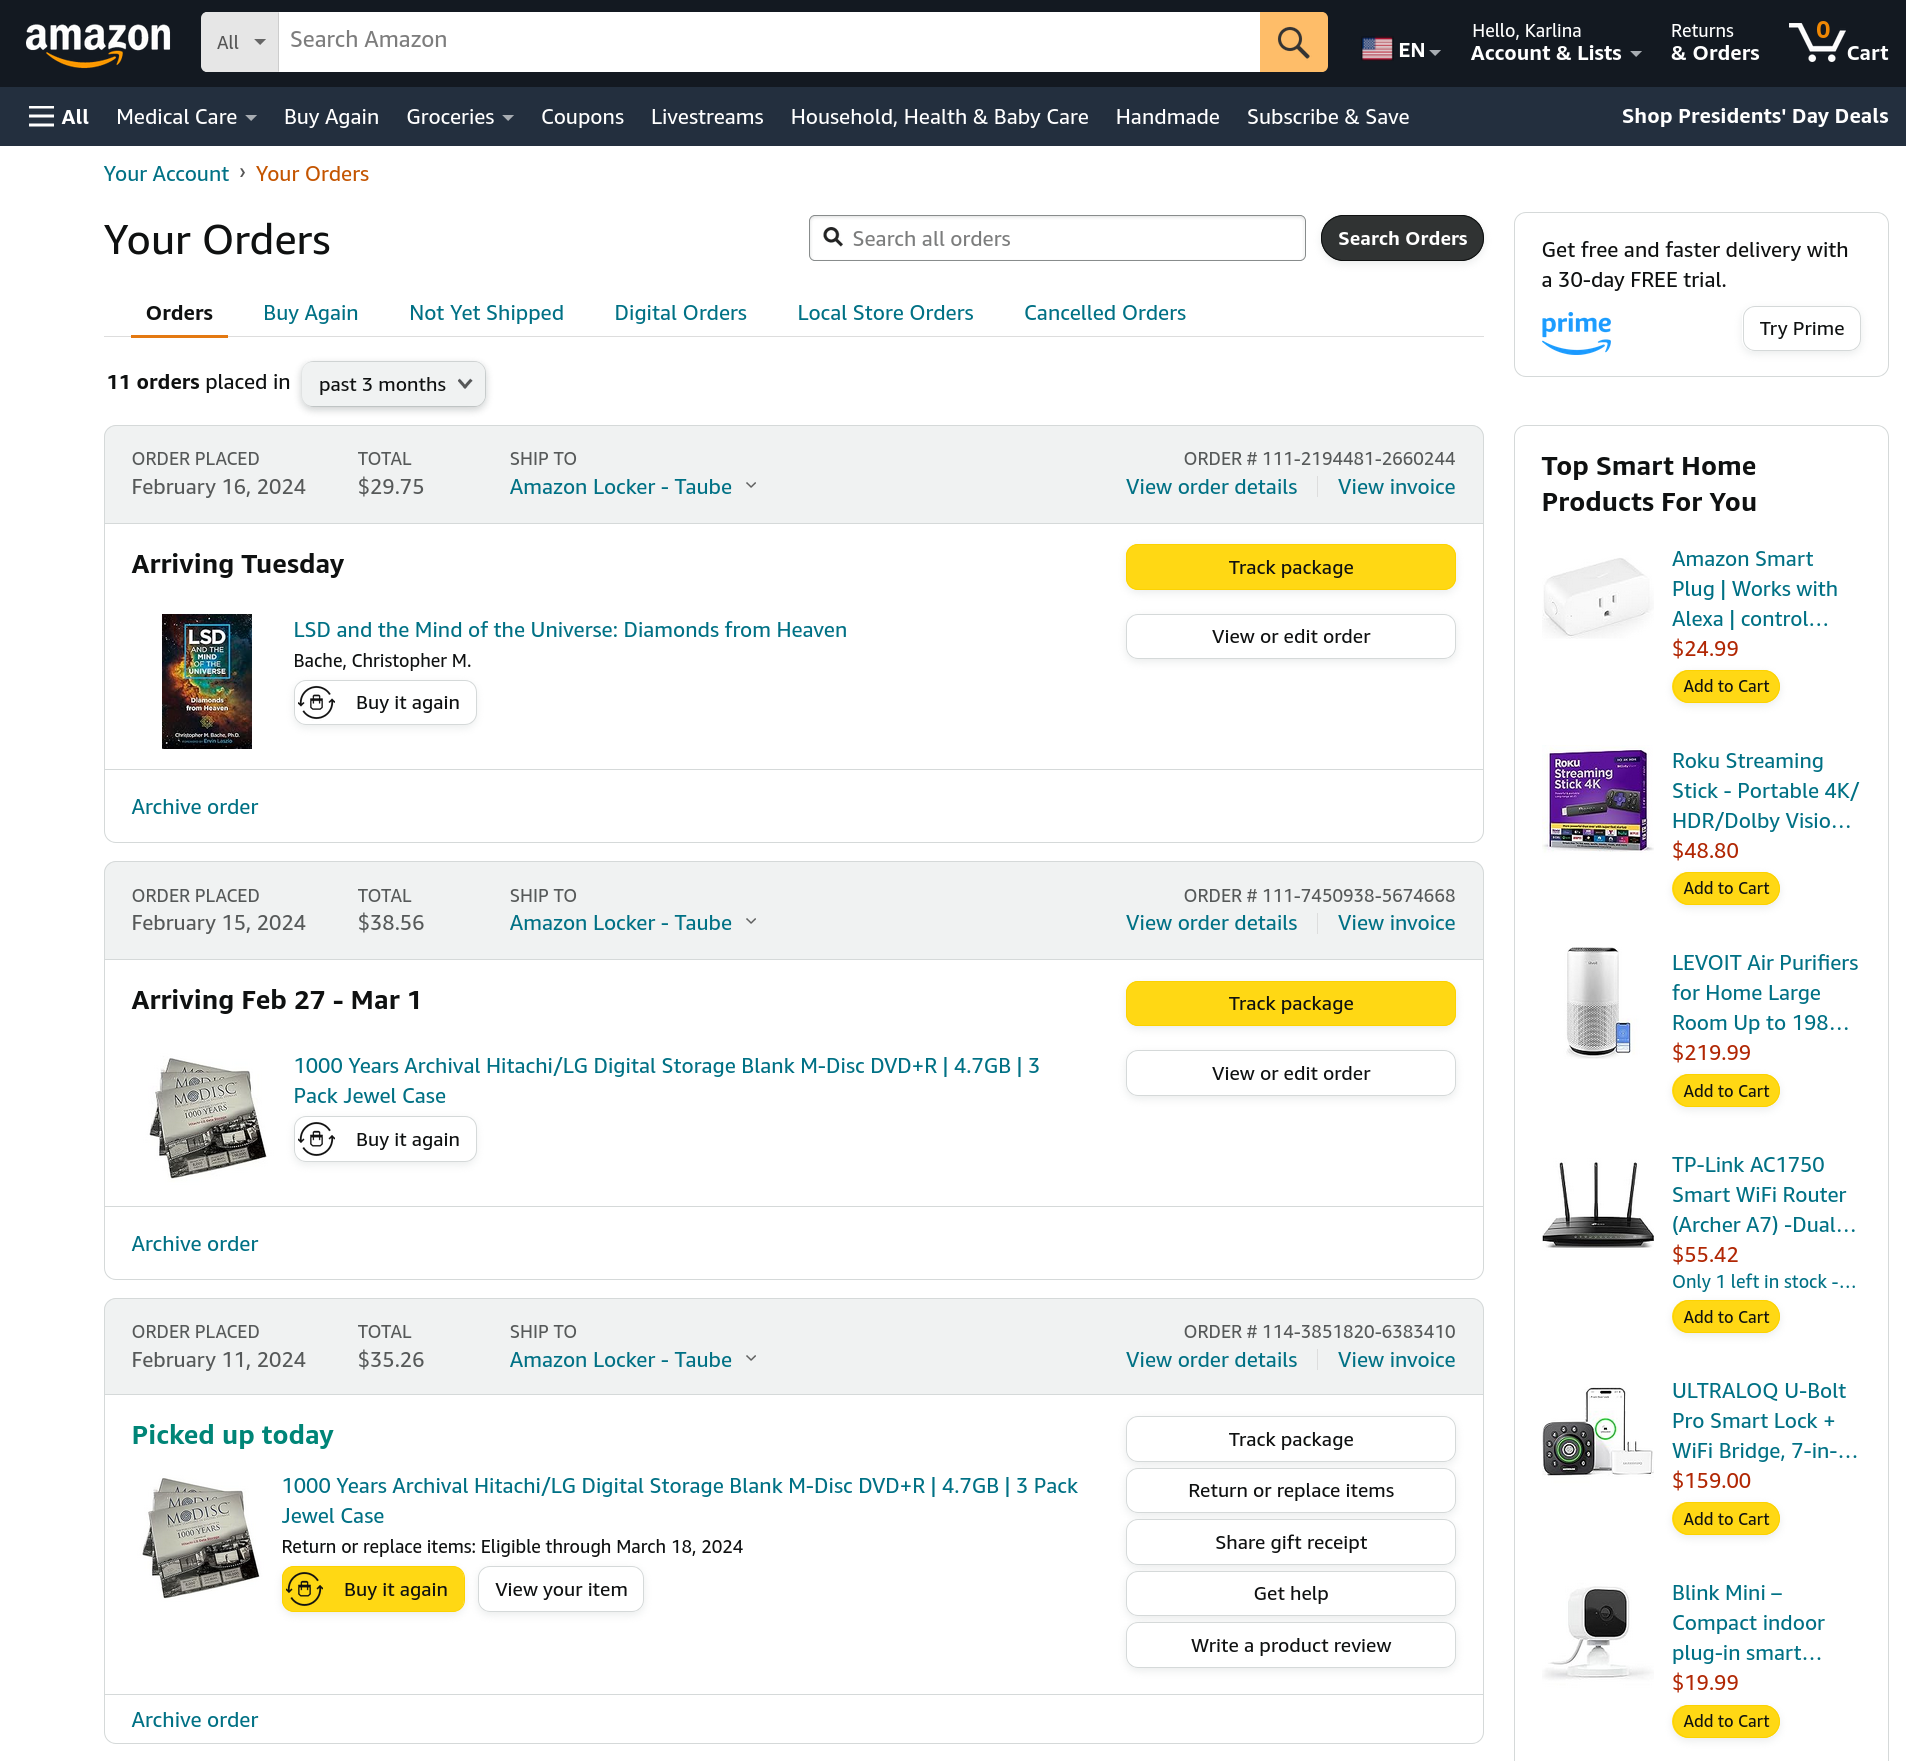 amazon
All
Search Amazon
EN
Hello, Karlina
Account & Lists
Returns
& Orders
0
Cart
All
Medical Care
Buy Again
Groceries
Coupons
Livestreams
Household, Health & Baby Care
Handmade
Subscribe & Save
Shop Presidents' Day Deals
Your Account › Your Orders
Your Orders
Search all orders
Search Orders
Orders
Buy Again
Not Yet Shipped
Digital Orders
Local Store Orders
Cancelled Orders
11 orders placed in
past 3 months
ORDER PLACED
February 16, 2024
TOTAL
$29.75
SHIP TO
Amazon Locker - Taube
ORDER # 111-2194481-2660244
View order details
View invoice
Arriving Tuesday
LSD
AND THE
MIND
OF THE
UNIVERSE
Diamonds
from Heaven
Christopher M. Bache, Ph.D.
LSD and the Mind of the Universe: Diamonds from Heaven
Bache, Christopher M.
Buy it again
Track package
View or edit order
Archive order
ORDER PLACED
February 15, 2024
TOTAL
$38.56
SHIP TO
Amazon Locker - Taube
ORDER # 111-7450938-5674668
View order details
View invoice
Arriving Feb 27 - Mar 1
MODISC
1000 YEARS
1000 Years Archival Hitachi/LG Digital Storage Blank M-Disc DVD+R | 4.7GB | 3
Pack Jewel Case
Buy it again
Track package
View or edit order
Archive order
ORDER PLACED
February 11, 2024
TOTAL
$35.26
SHIP TO
Amazon Locker - Taube
ORDER # 114-3851820-6383410
View order details
View invoice
Picked up today
MODISC
1000 YEARS
1000 Years Archival Hitachi/LG Digital Storage Blank M-Disc DVD+R | 4.7GB | 3 Pack
Jewel Case
Return or replace items: Eligible through March 18, 2024
Buy it again
View your item
Track package
Return or replace items
Share gift receipt
Get help
Write a product review
Archive order
Get free and faster delivery with
a 30-day FREE trial.
prime
Try Prime
Top Smart Home
Products For You
Amazon Smart
Plug | Works with
Alexa | control…
$24.99
Add to Cart
Roku
Streaming
Stick 4K
Roku Streaming
Stick - Portable 4K/
HDR/Dolby Visio…
$48.80
Add to Cart
LEVOIT Air Purifiers
for Home Large
Room Up to 198…
$219.99
Add to Cart
TP-Link AC1750
Smart WiFi Router
(Archer A7) -Dual…
$55.42
Only 1 left in stock -…
Add to Cart
ULTRALOQ U-Bolt
Pro Smart Lock +
WiFi Bridge, 7-in-…
$159.00
Add to Cart
Blink Mini –
Compact indoor
plug-in smart…
$19.99
Add to Cart